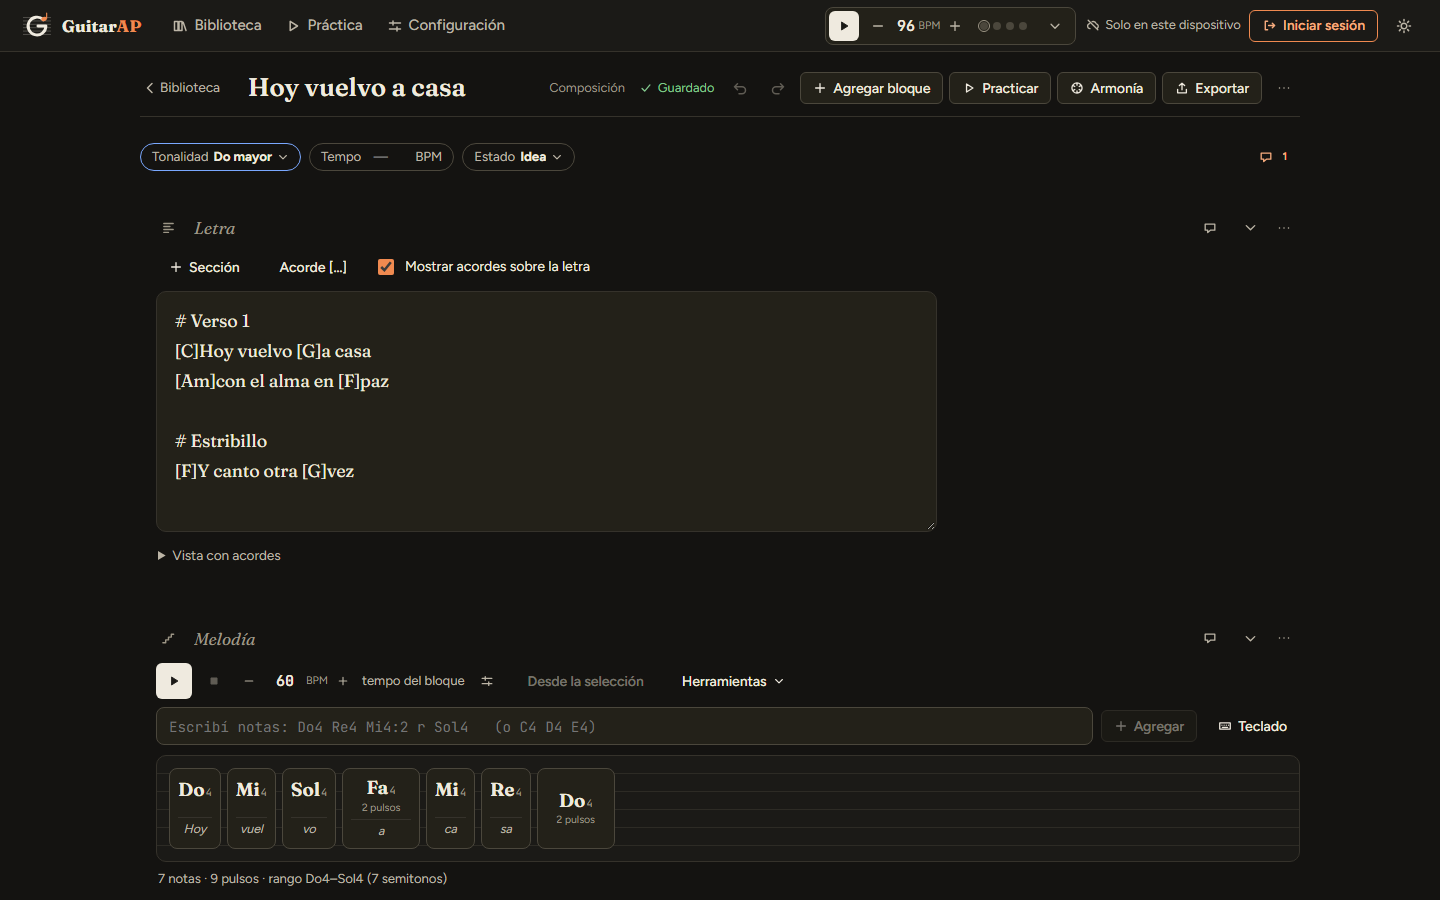 GuitarAP
Biblioteca
Práctica
Configuración
96 BPM
Solo en este dispositivo
Iniciar sesión
Biblioteca
Hoy vuelvo a casa
Composición
Guardado
Agregar bloque
Practicar
Armonía
Exportar
Tonalidad Do mayor
Tempo — BPM
Estado Idea
1
Letra
+ Sección
Acorde [...]
Mostrar acordes sobre la letra
# Verso 1
[C]Hoy vuelvo [G]a casa
[Am]con el alma en [F]paz
# Estribillo
[F]Y canto otra [G]vez
Vista con acordes
Melodía
60 BPM
tempo del bloque
Desde la selección
Herramientas
Escribí notas: Do4 Re4 Mi4:2 r Sol4 (o C4 D4 E4)
+ Agregar
Teclado
Do4 Mi4 Sol4 Fa4 Mi4 Re4 Do4
2 pulsos 2 pulsos
Hoy vuel vo a ca sa
7 notas · 9 pulsos · rango Do4–Sol4 (7 semitonos)